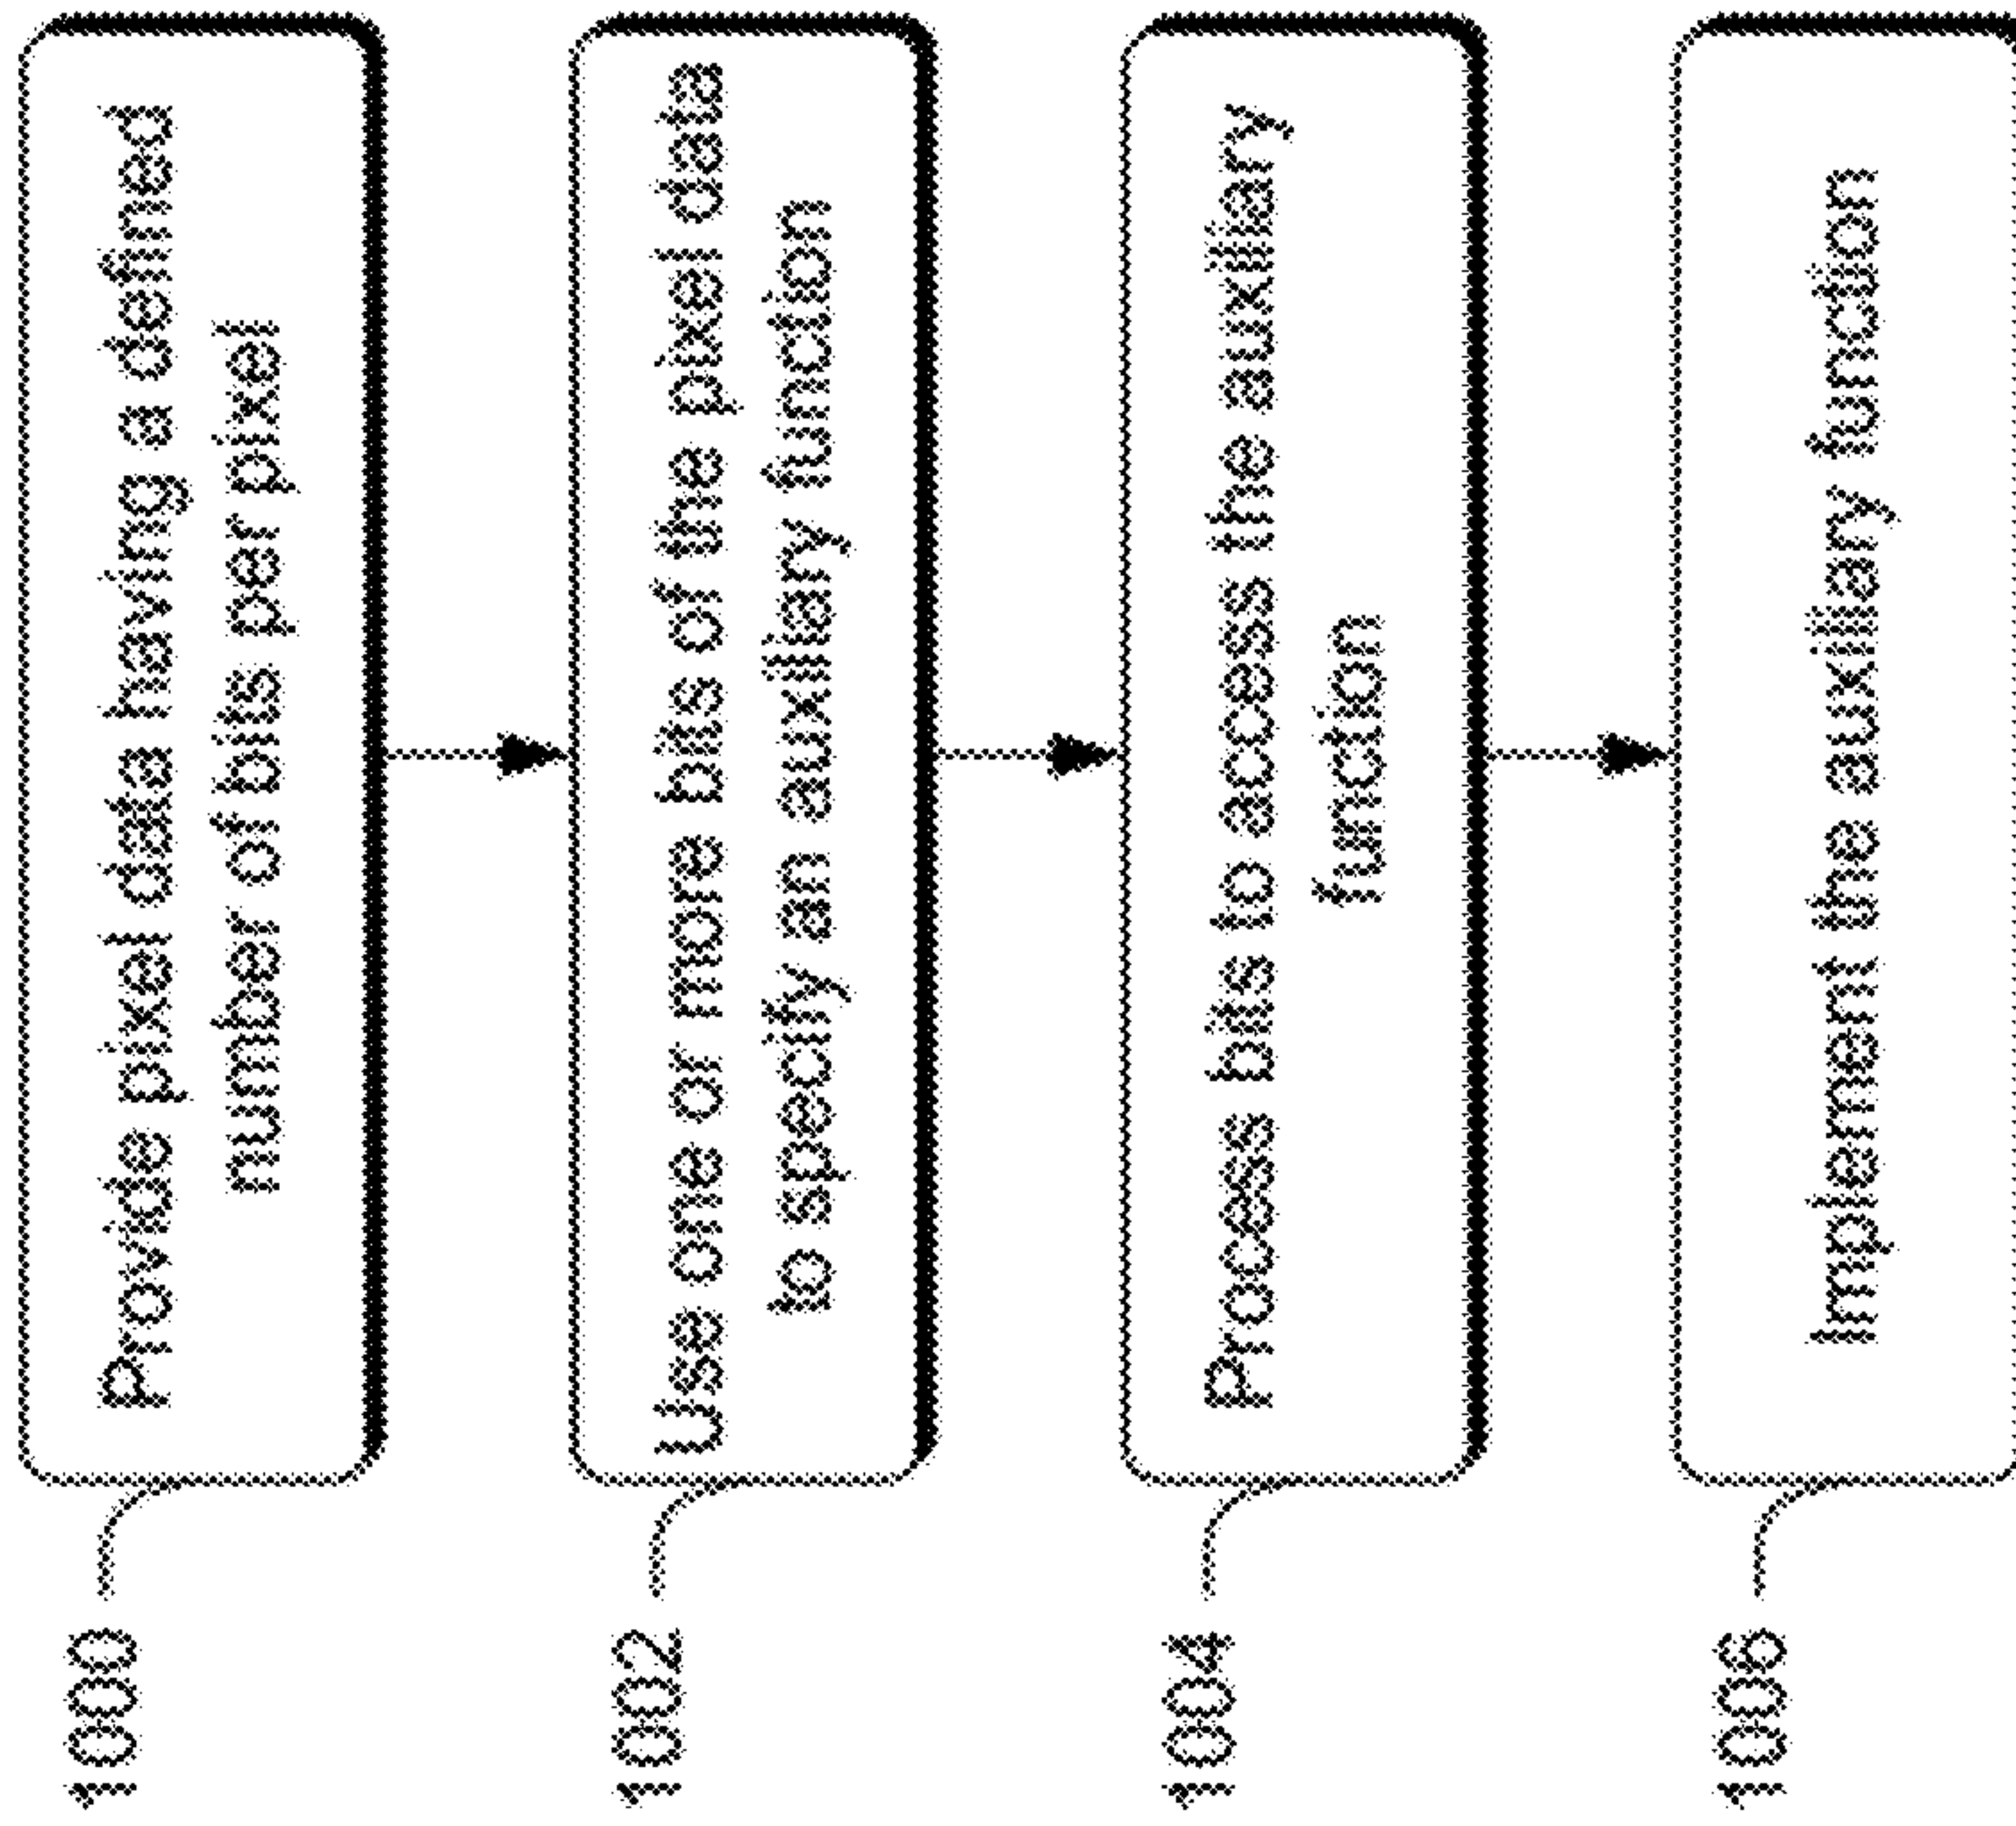 1000
Provide pixel data having a defined
number of bits per pixel
1002
Use one or more bits of the pixel data
to specify an auxiliary function
1004
Process bits to access the auxiliary
function
1006
Implement the auxiliary function